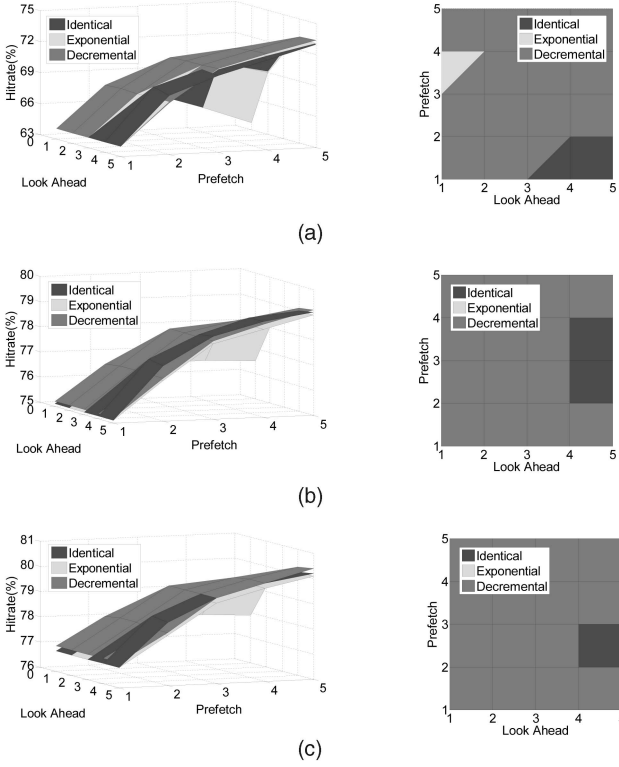 75
72
69
66
63
Hitrate(%)
Identical
Exponential
Decremental
0 1 2 3 4 5
Look Ahead
1 2 3 4 5
Prefetch
5
4
3
2
1
Prefetch
Identical
Exponential
Decremental
1 2 3 4 5
Look Ahead
(a)
80
79
78
77
76
75
Hitrate(%)
Identical
Exponential
Decremental
0 1 2 3 4 5
Look Ahead
1 2 3 4 5
Prefetch
5
4
3
2
1
Prefetch
Identical
Exponential
Decremental
1 2 3 4 5
Look Ahead
(b)
81
80
79
78
77
76
Hitrate(%)
Identical
Exponential
Decremental
0 1 2 3 4 5
Look Ahead
1 2 3 4 5
Prefetch
5
4
3
2
1
Prefetch
Identical
Exponential
Decremental
1 2 3 4 5
Look Ahead
(c)